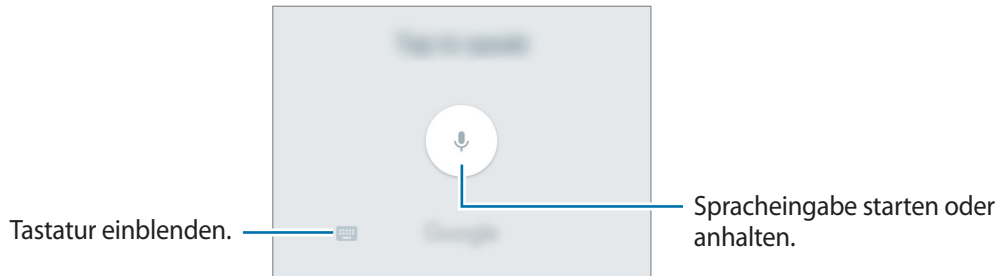 Tastatur einblenden.
Spracheingabe starten oder
anhalten.